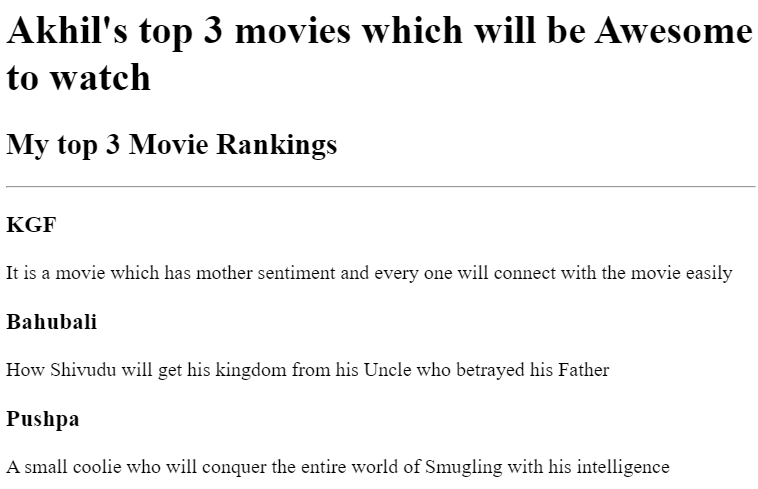 Akhil's top 3 movies which will be Awesome
to watch
My top 3 Movie Rankings
KGF
It is a movie which has mother sentiment and every one will connect with the movie easily
Bahubali
How Shivudu will get his kingdom from his Uncle who betrayed his Father
Pushpa
A small coolie who will conquer the entire world of Smugling with his intelligence